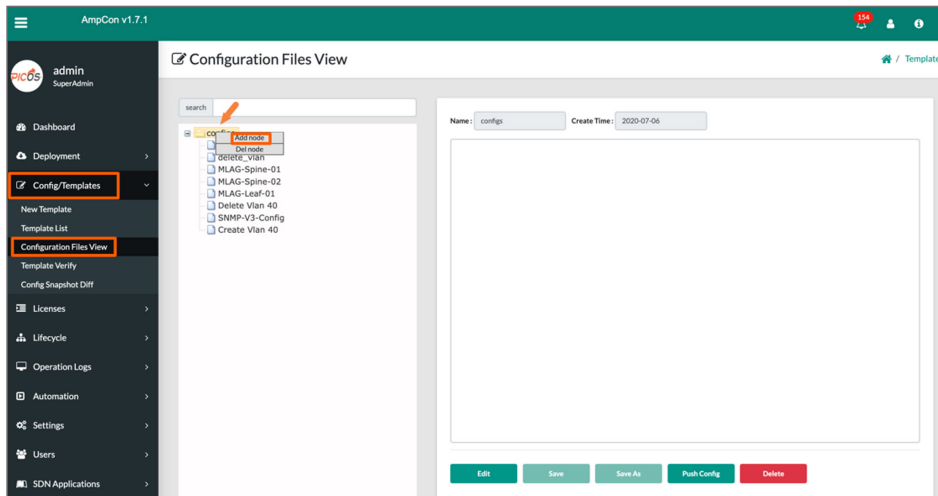 AmpCon v1.7.1
154
PICOS
admin
SuperAdmin
Configuration Files View
/ Template
Dashboard
Deployment
Config/Templates
New Template
Template List
Configuration Files View
Template Verify
Config Snapshot Diff
Licenses
Lifecycle
Operation Logs
Automation
Settings
Users
SDN Applications
search
Add node
Del node
delete_vlan
MLAG-Spine-01
MLAG-Spine-02
MLAG-Leaf-01
Delete Vlan 40
SNMP-V3-Config
Create Vlan 40
Name: configs Create Time: 2020-07-06
Edit Save Save As Push Config Delete